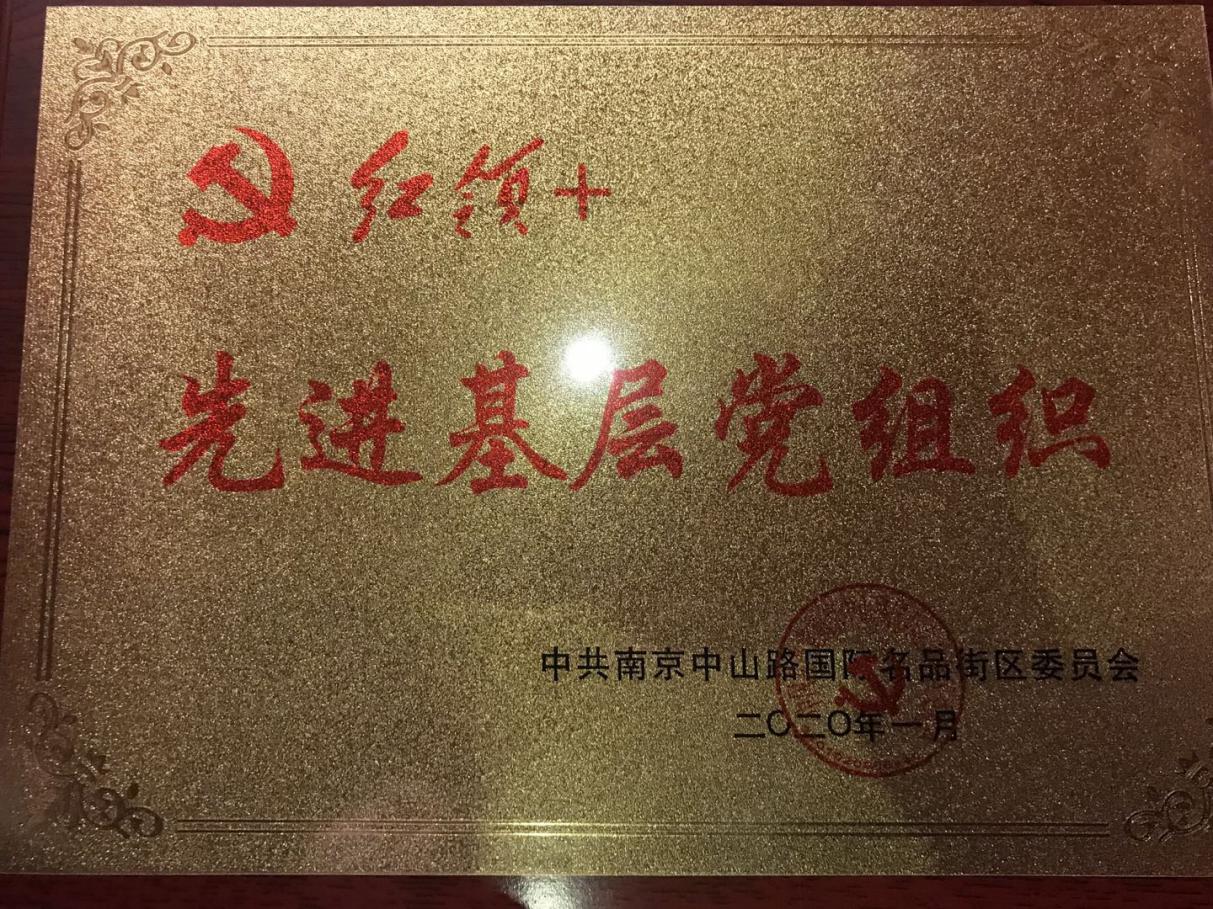 红领+
先进基层党组织
中共南京中山路国际名品街区委员会
二〇二〇年一月